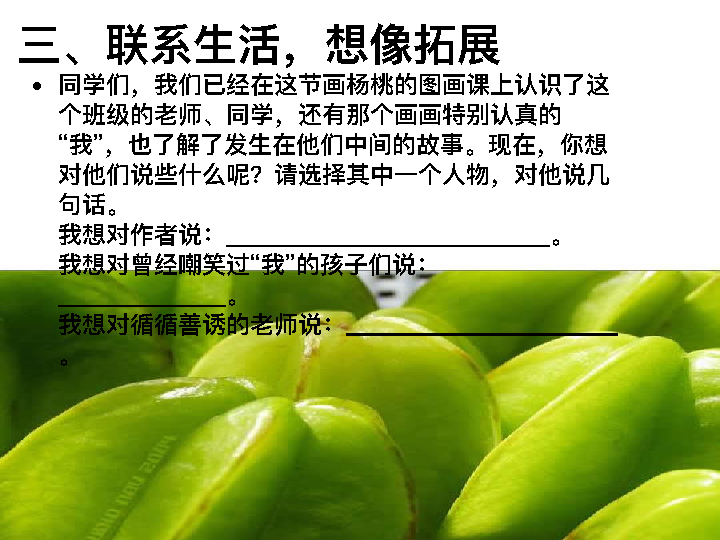 三、联系生活，想像拓展
• 同学们，我们已经在这节画杨桃的图画课上认识了这
个班级的老师、同学，还有那个画画特别认真的
“我”，也了解了发生在他们中间的故事。现在，你想
对他们说些什么呢？请选择其中一个人物，对他说几
句话。
我想对作者说：___________________________。
我想对曾经嘲笑过“我”的孩子们说：
______________。
我想对循循善诱的老师说：_______________________
。